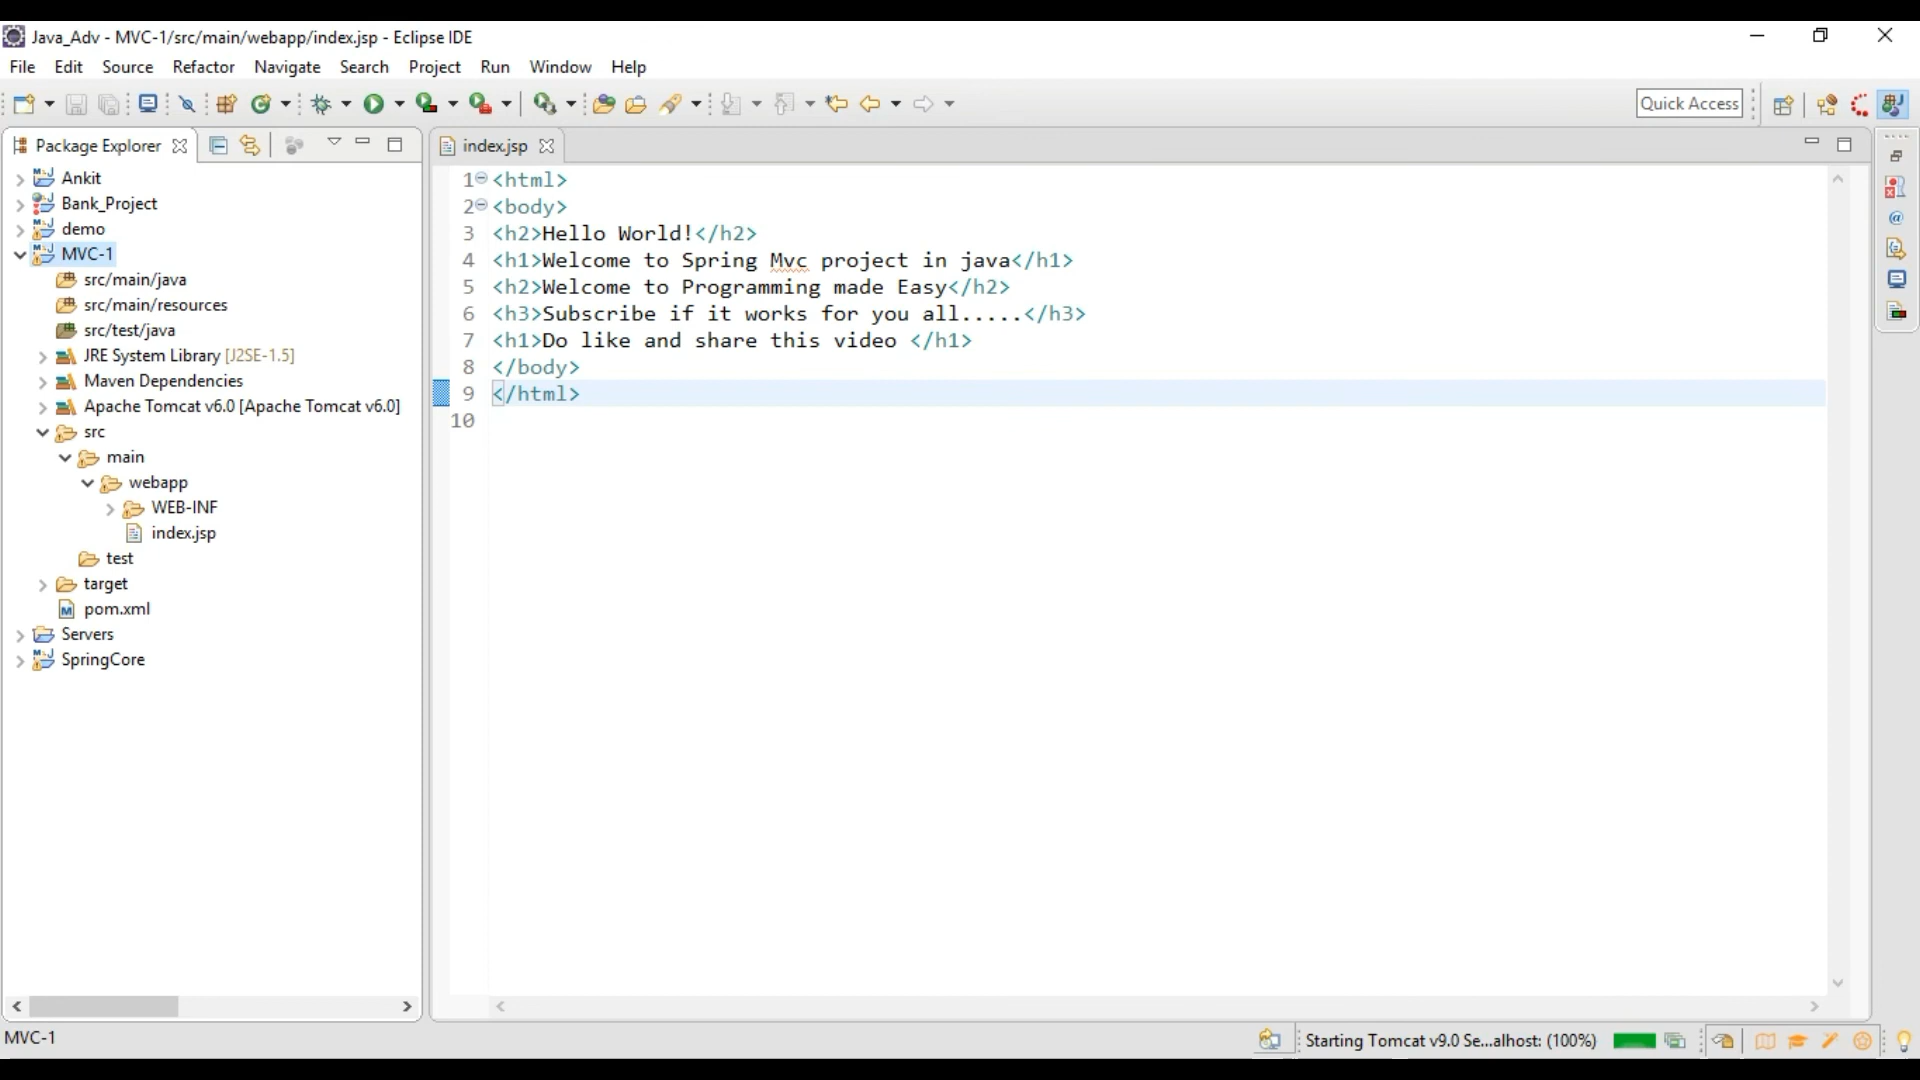 Java_Adv - MVC-1/src/main/webapp/index.jsp - Eclipse IDE
File Edit Source Refactor Navigate Search Project Run Window Help
Quick Access
Package Explorer
Ankit
Bank_Project
demo
MVC-1
src/main/java
src/main/resources
src/test/java
JRE System Library [J2SE-1.5]
Maven Dependencies
Apache Tomcat v6.0 [Apache Tomcat v6.0]
src
main
webapp
WEB-INF
index.jsp
test
target
pom.xml
Servers
SpringCore
index.jsp
1 <html>
2 <body>
3 <h2>Hello World!</h2>
4 <h1>Welcome to Spring Mvc project in java</h1>
5 <h2>Welcome to Programming made Easy</h2>
6 <h3>Subscribe if it works for you all.....</h3>
7 <h1>Do like and share this video </h1>
8 </body>
9 </html>
10
MVC-1
Starting Tomcat v9.0 Se...alhost: (100%)